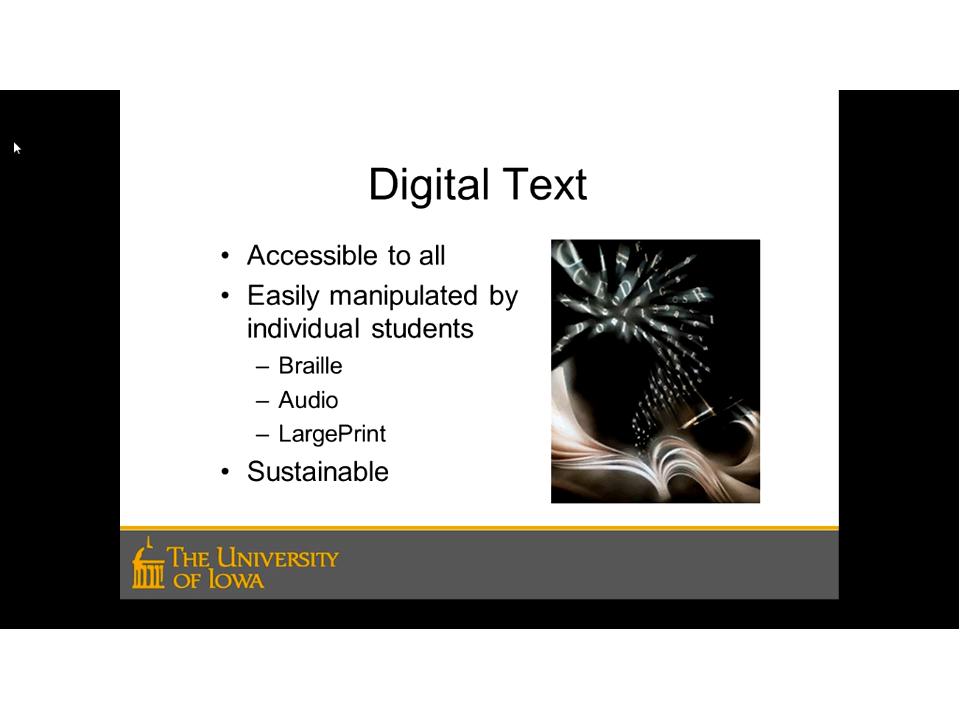 Digital Text
• Accessible to all
• Easily manipulated by
individual students
– Braille
– Audio
– LargePrint
• Sustainable
THE UNIVERSITY
OF IOWA